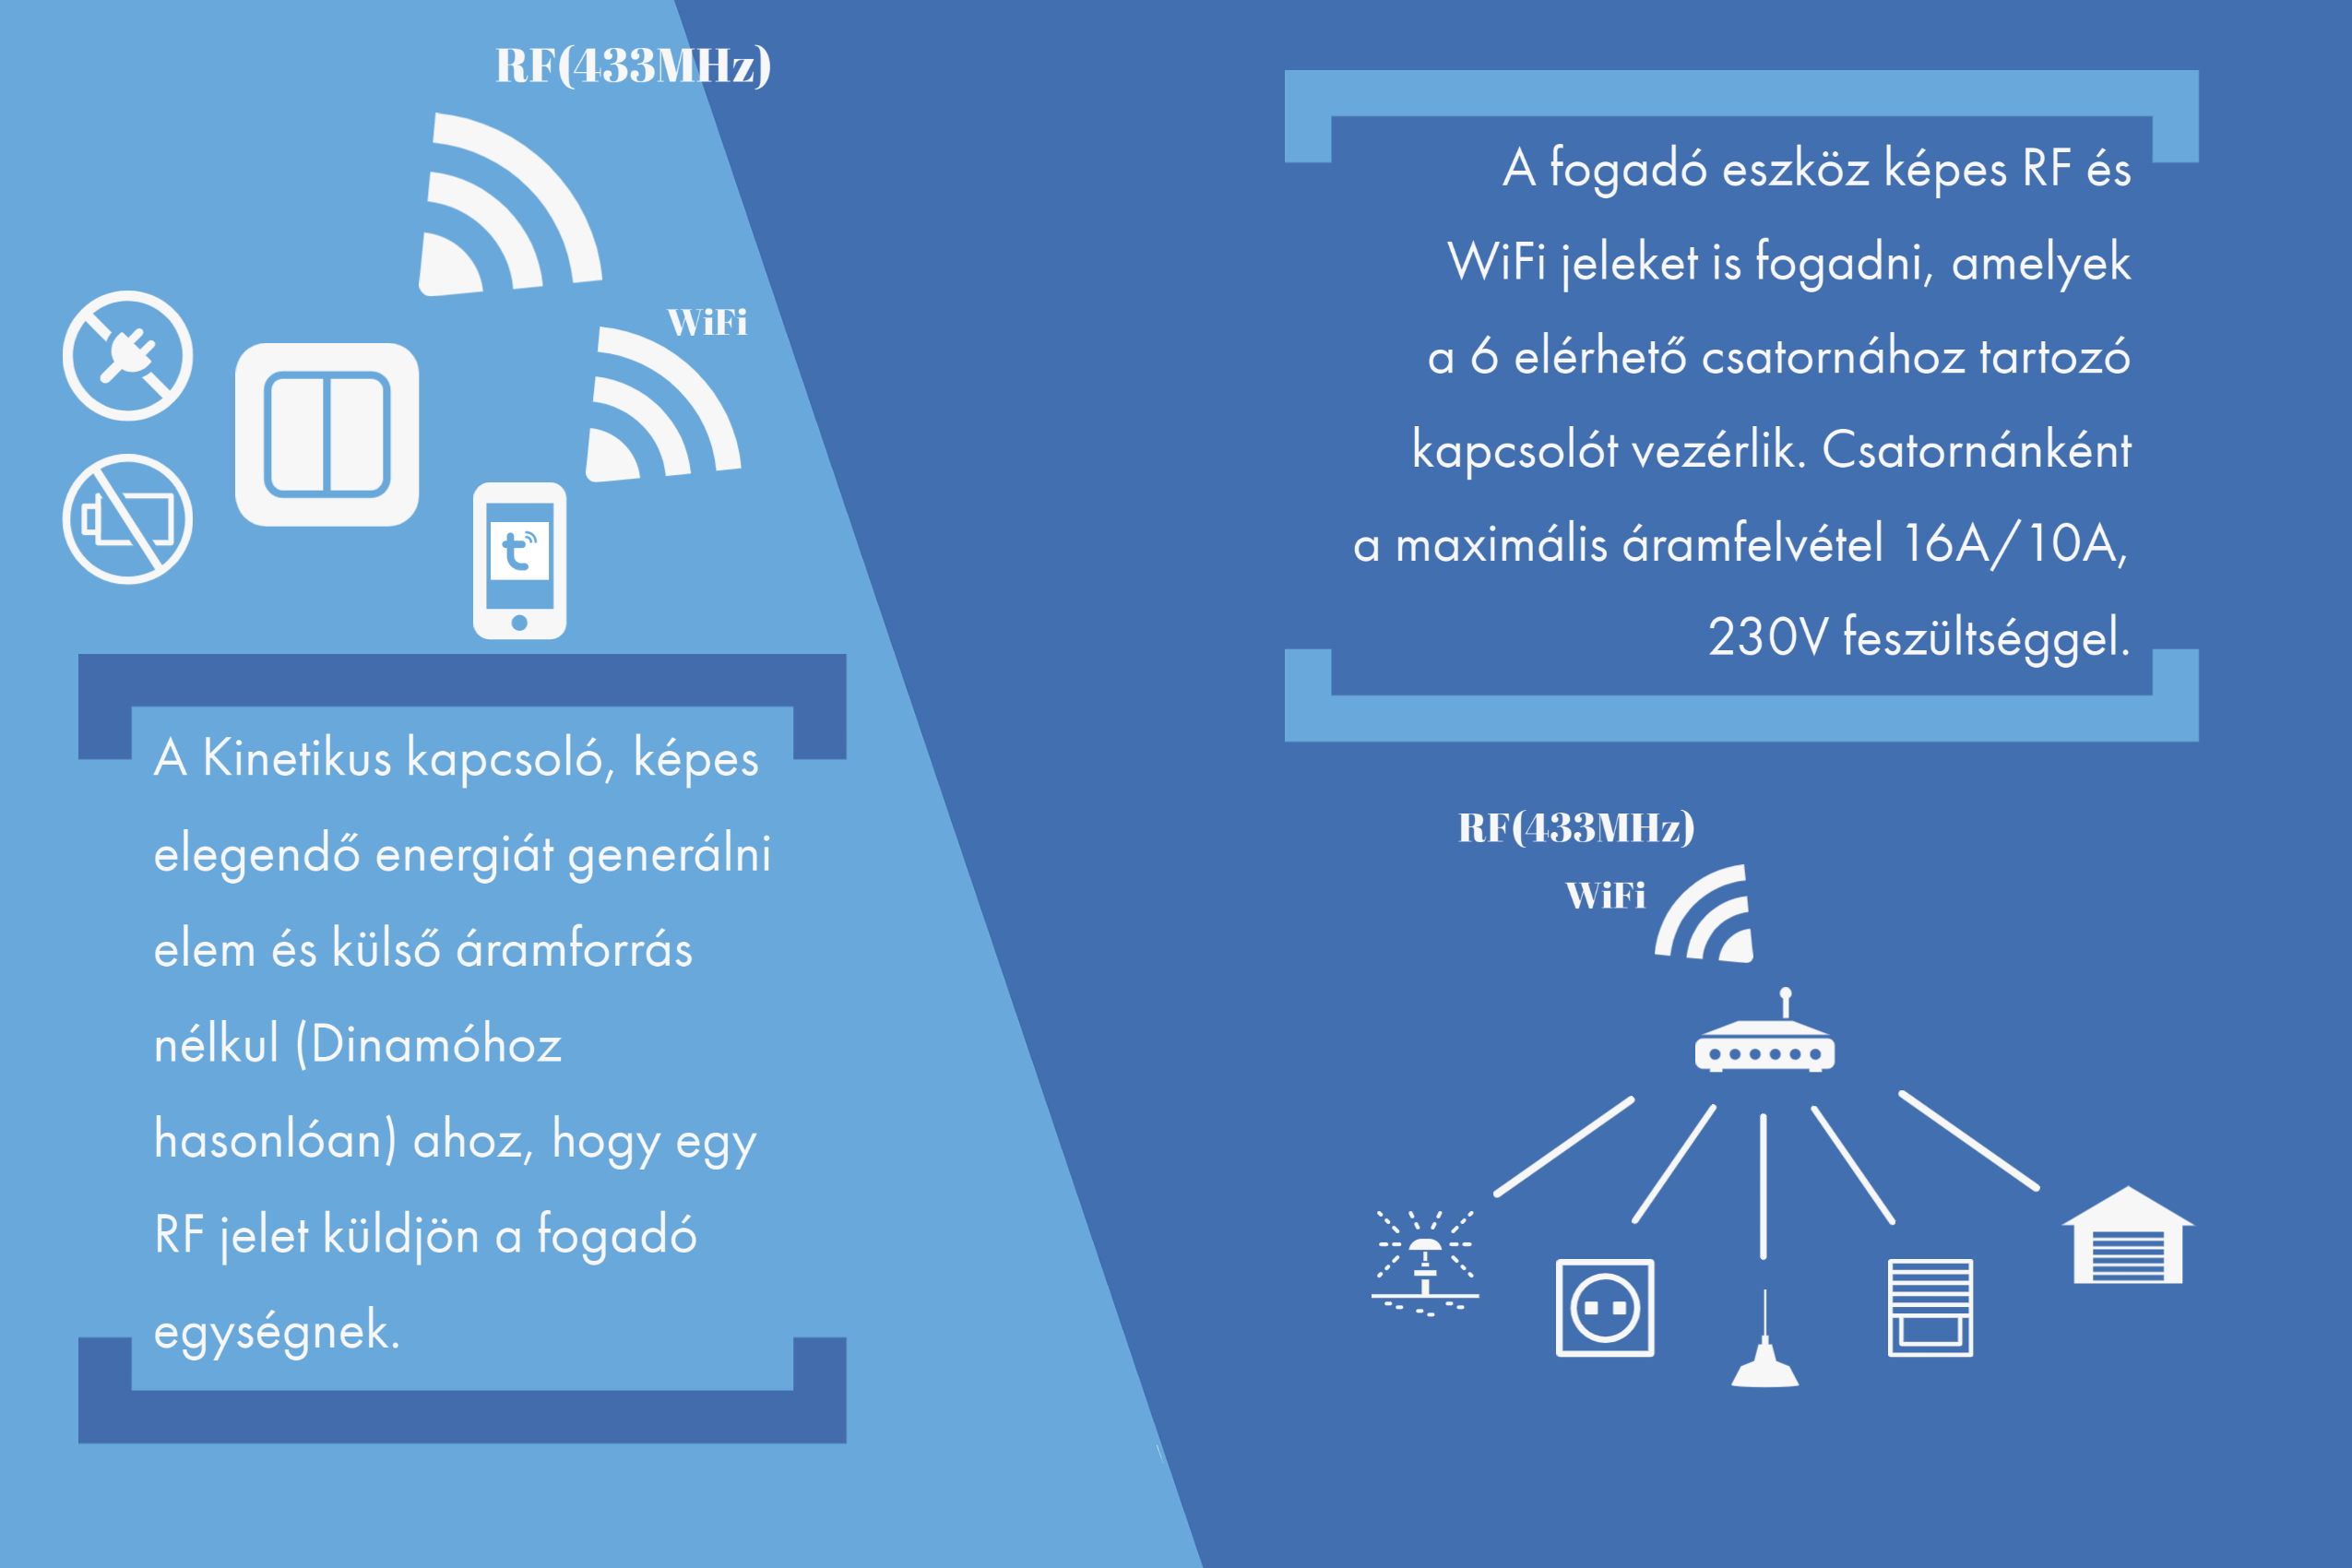 RF(433MHz)
WiFi
t
A Kinetikus kapcsoló, képes
elegendő energiát generálni
elem és külső áramforrás
nélkul (Dinamóhoz
hasonlóan) ahoz, hogy egy
RF jelet küldjön a fogadó
egységnek.
A fogadó eszköz képes RF és
WiFi jeleket is fogadni, amelyek
a 6 elérhető csatornához tartozó
kapcsolót vezérlik. Csatornánként
a maximális áramfelvétel 16A/10A,
230V feszültséggel.
RF(433MHz)
WiFi